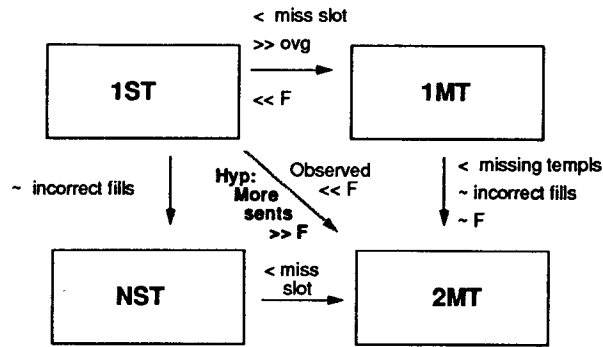 < miss slot
>> ovg
1ST
1MT
<< F
~ incorrect fills
Hyp:
More
sents
>> F
Observed
<< F
< missing templs
~ incorrect fills
~ F
NST
< miss
slot
2MT